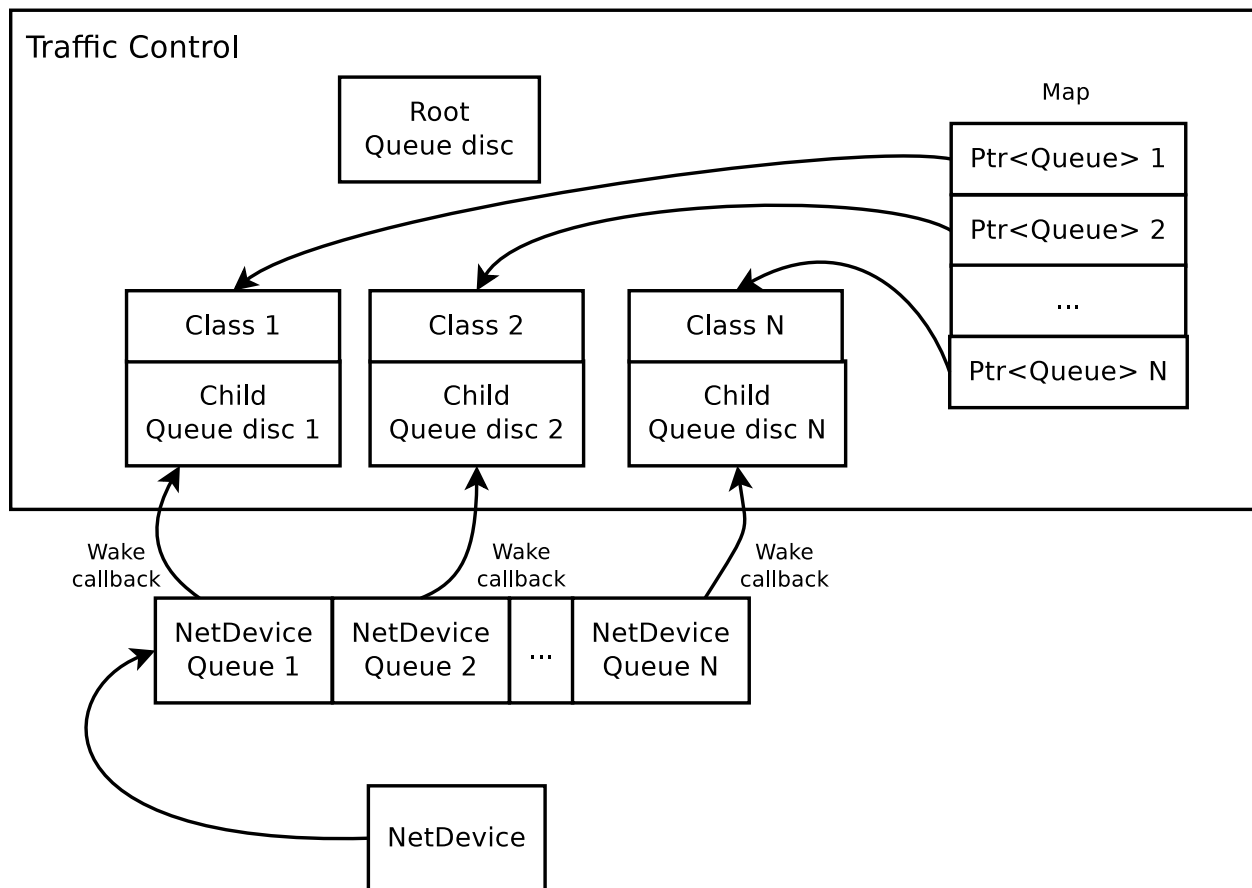 Traffic Control
Root
Queue disc
Map
Ptr<Queue> 1
Ptr<Queue> 2
...
Ptr<Queue> N
Class 1
Child
Queue disc 1
Class 2
Child
Queue disc 2
Class N
Child
Queue disc N
Wake
callback
Wake
callback
Wake
callback
NetDevice
Queue 1
NetDevice
Queue 2
...
NetDevice
Queue N
NetDevice